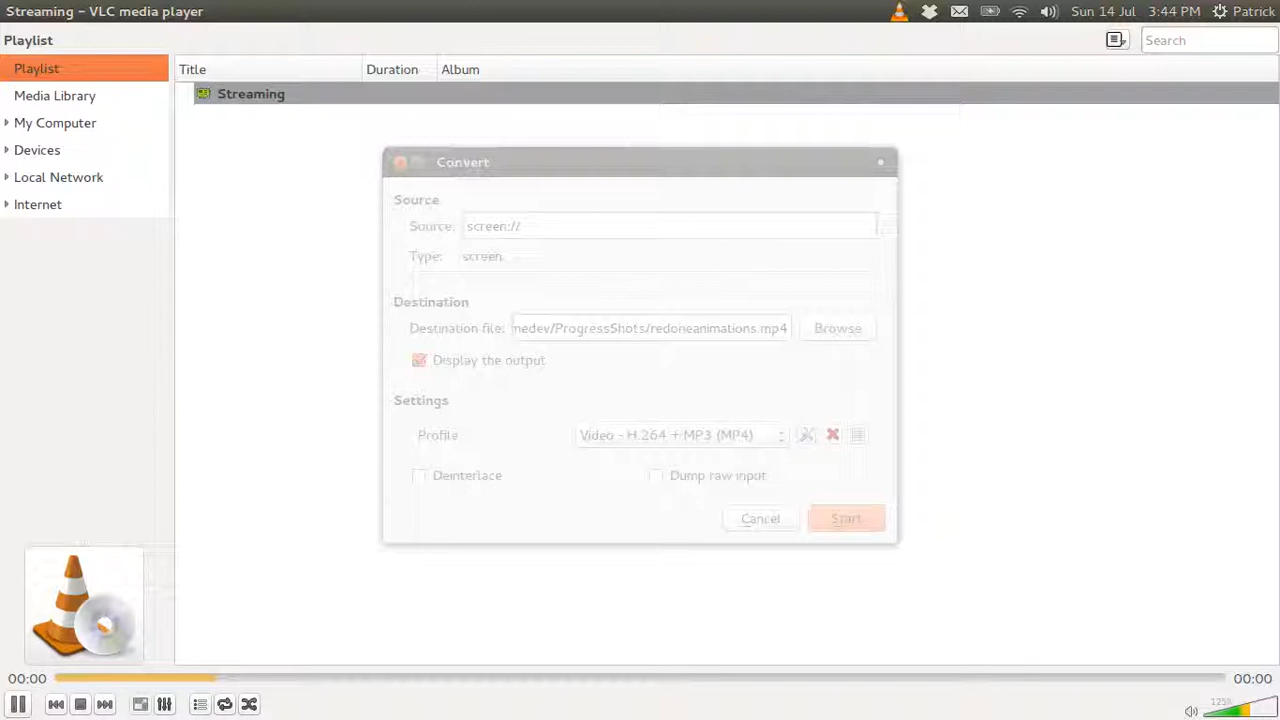 Streaming - VLC media player
Sun 14 Jul 3:44 PM Patrick
Playlist
Search
Playlist
Title Duration Album
Media Library
Streaming
My Computer
Devices
Local Network
Internet
Convert
Source
Source: screen://
Type: screen
Destination
Destination file: medev/ProgressShots/redoneanimations.mp4 Browse
Display the output
Settings
Profile Video - H.264 + MP3 (MP4)
Deinterlace Dump raw input
Cancel Start
00:00 00:00
125%